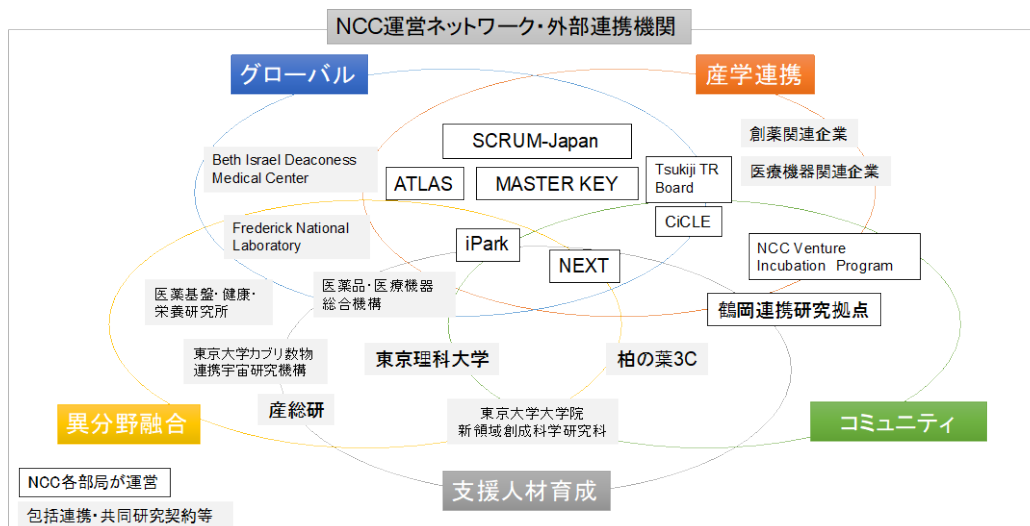 NCC運営ネットワーク・外部連携機関
グローバル
産学連携
SCRUM-Japan
創薬関連企業
Beth Israel Deaconess
Medical Center
ATLAS
MASTER KEY
Tsukiji TR
Board
医療機器関連企業
CiCLE
Frederick National
Laboratory
iPark
NEXT
NCC Venture
Incubation Program
医薬基盤・健康・
栄養研究所
医薬品・医療機器
総合機構
鶴岡連携研究拠点
東京大学カブリ数物
連携宇宙研究機構
東京理科大学
柏の葉3C
産総研
東京大学大学院
新領域創成科学研究科
異分野融合
コミュニティ
支援人材育成
NCC各部局が運営
包括連携・共同研究契約等